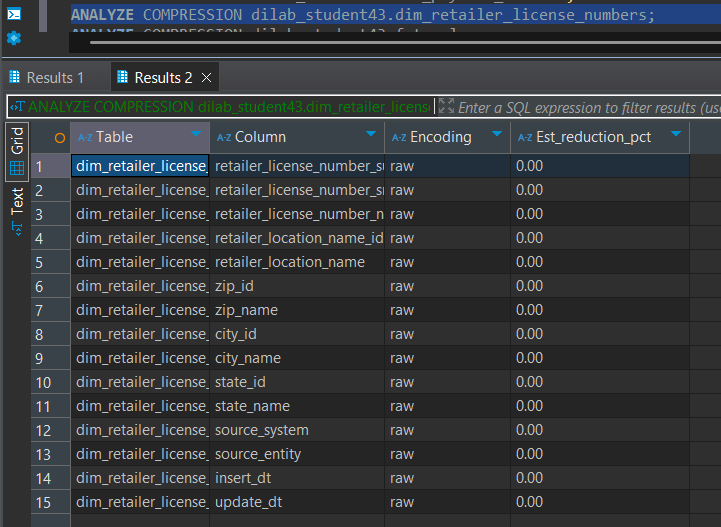 ANALYZE COMPRESSION dilab_student43.dim_retailer_license_numbers;
Results 1 Results 2
ANALYZE COMPRESSION dilab_student43.dim_retailer_license Enter a SQL expression to filter results (use
Grid
Text
Table Column Encoding Est_reduction_pct
1 dim_retailer_license_ retailer_license_number_s raw 0.00
2 dim_retailer_license_ retailer_license_number_s raw 0.00
3 dim_retailer_license_ retailer_license_number_n raw 0.00
4 dim_retailer_license_ retailer_location_name_id raw 0.00
5 dim_retailer_license_ retailer_location_name raw 0.00
6 dim_retailer_license_ zip_id raw 0.00
7 dim_retailer_license_ zip_name raw 0.00
8 dim_retailer_license_ city_id raw 0.00
9 dim_retailer_license_ city_name raw 0.00
10 dim_retailer_license_ state_id raw 0.00
11 dim_retailer_license_ state_name raw 0.00
12 dim_retailer_license_ source_system raw 0.00
13 dim_retailer_license_ source_entity raw 0.00
14 dim_retailer_license_ insert_dt raw 0.00
15 dim_retailer_license_ update_dt raw 0.00